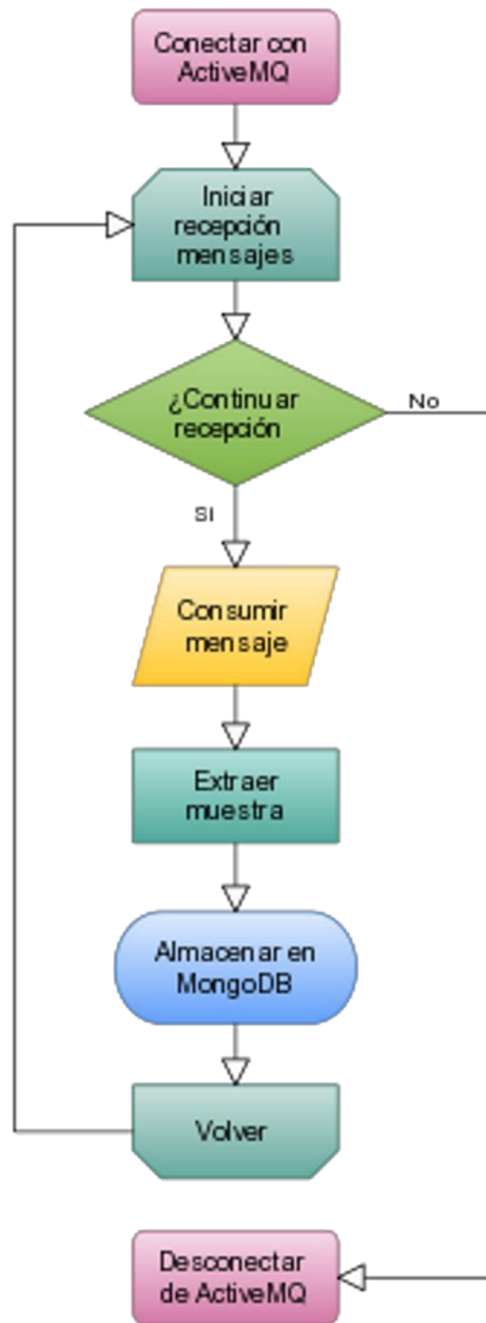 Conectar con
ActiveMQ
Iniciar
recepción
mensajes
¿Continuar
recepción
No
Si
Consumir
mensaje
Extraer
muestra
Almacenar en
MongoDB
Volver
Desconectar
de ActiveMQ